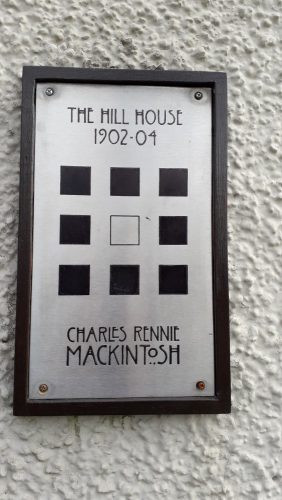 THE HILL HOUSE
1902-04
CHARLES RENNIE
MACKINTOSH